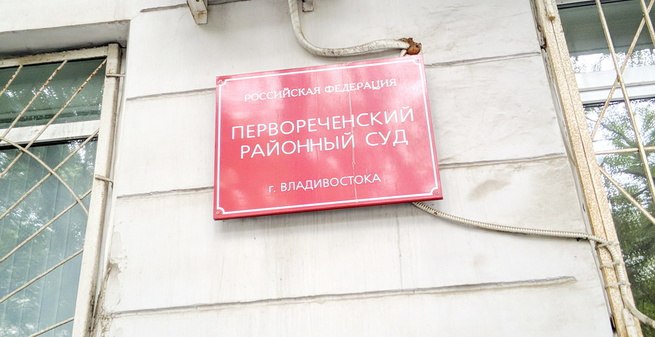 РОССИЙСКАЯ ФЕДЕРАЦИЯ
ПЕРВОРЕЧЕНСКИЙ
РАЙОННЫЙ СУД
г. ВЛАДИВОСТОКА